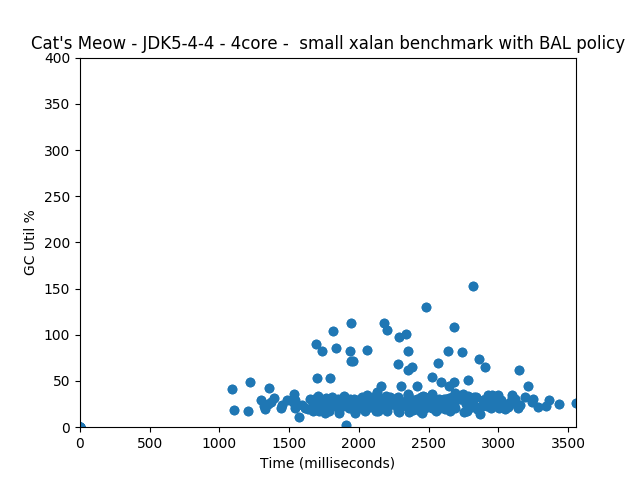 Cat's Meow - JDK5-4-4 - 4core -  small xalan benchmark with BAL policy
400
350
300
250
200
150
100
50
0
GC Util %
0 500 1000 1500 2000 2500 3000 3500
Time (milliseconds)